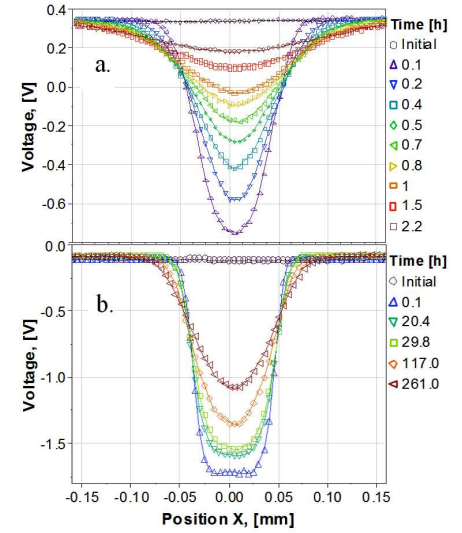 0.4
0.2
0.0
-0.2
-0.4
-0.6
Voltage, [V]
a.
Time [h]
Initial
0.1
0.2
0.4
0.5
0.7
0.8
1
1.5
2.2
0.0
-0.5
-1.0
-1.5
Voltage, [V]
b.
Time [h]
Initial
0.1
20.4
29.8
117.0
261.0
-0.15 -0.10 -0.05 0.00 0.05 0.10 0.15
Position X, [mm]